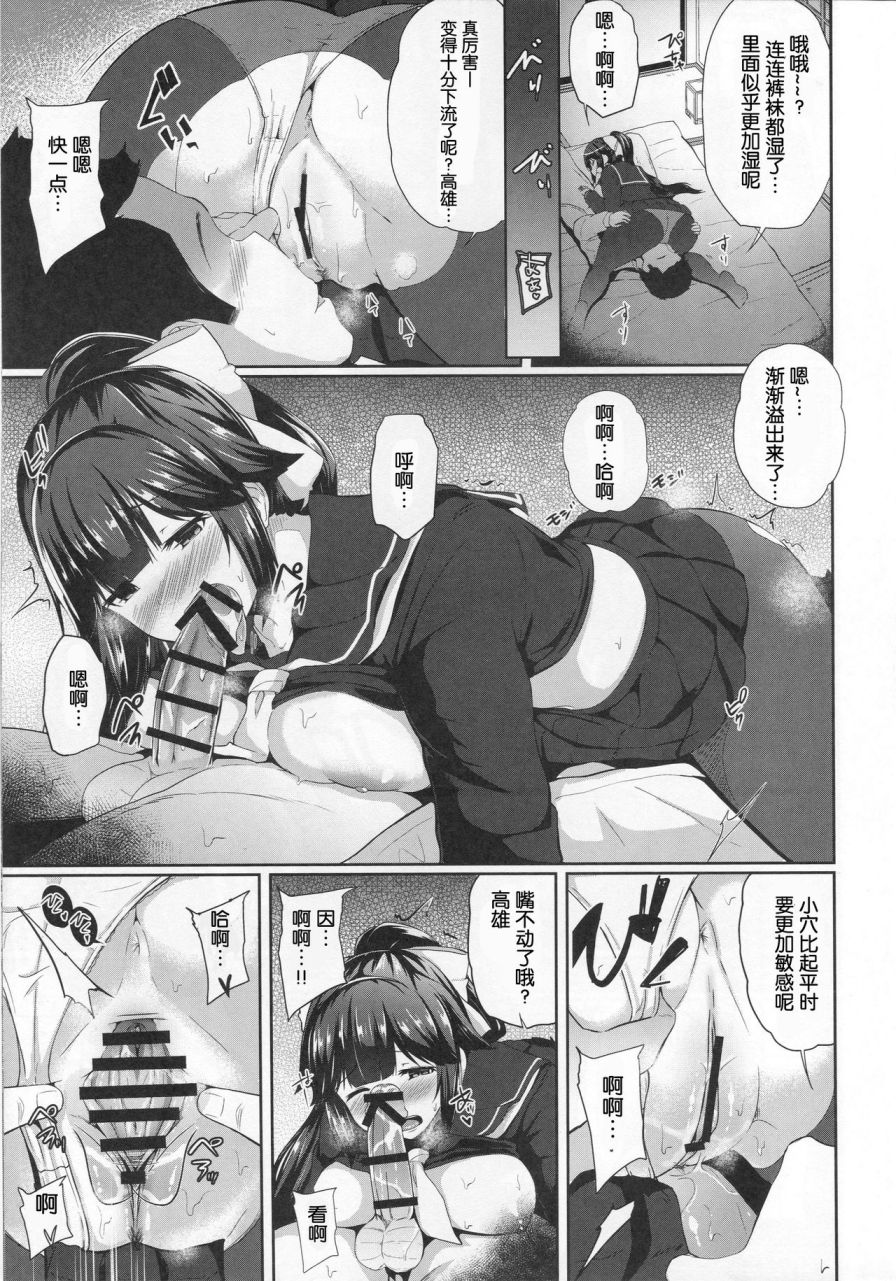 哦哦~~?
连连裤袜都湿了…
里面似乎更加湿呢
嗯…啊啊…
真厉害—
变得十分下流了呢?高雄…
嗯嗯
快一点…
嗯~…
渐渐溢出来了…
啊啊…哈啊
呼啊…
嗯啊…
小穴比起平时
要更加敏感呢
啊啊…
嘴不动了哦?
高雄
因…
啊啊…!!
看啊
哈啊…
啊